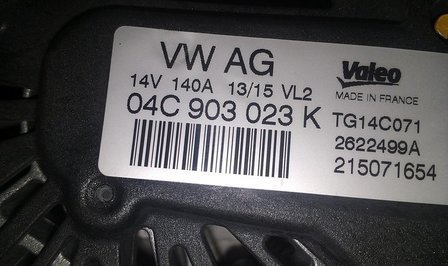 VW AG
14V 140A 13/15 VL2
04C 903 023 K
Valeo
MADE IN FRANCE
TG14C071
2622499A
215071654